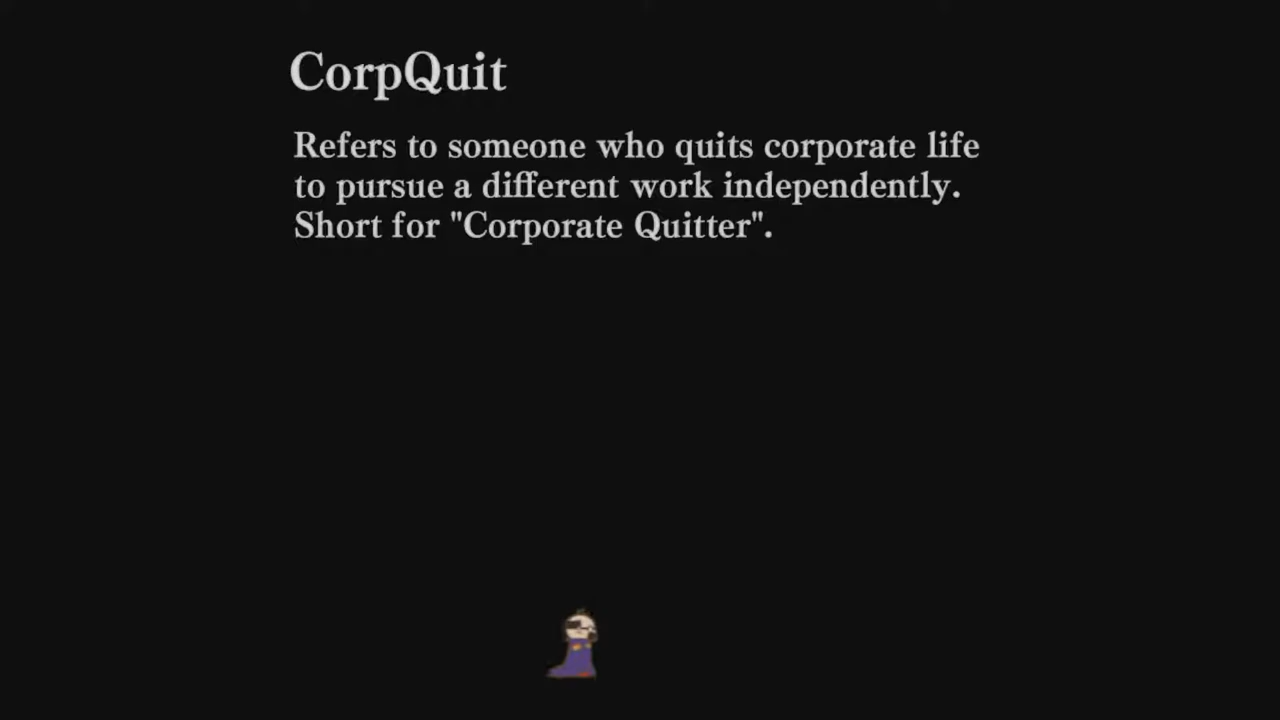 CorpQuit
Refers to someone who quits corporate life
to pursue a different work independently.
Short for "Corporate Quitter".